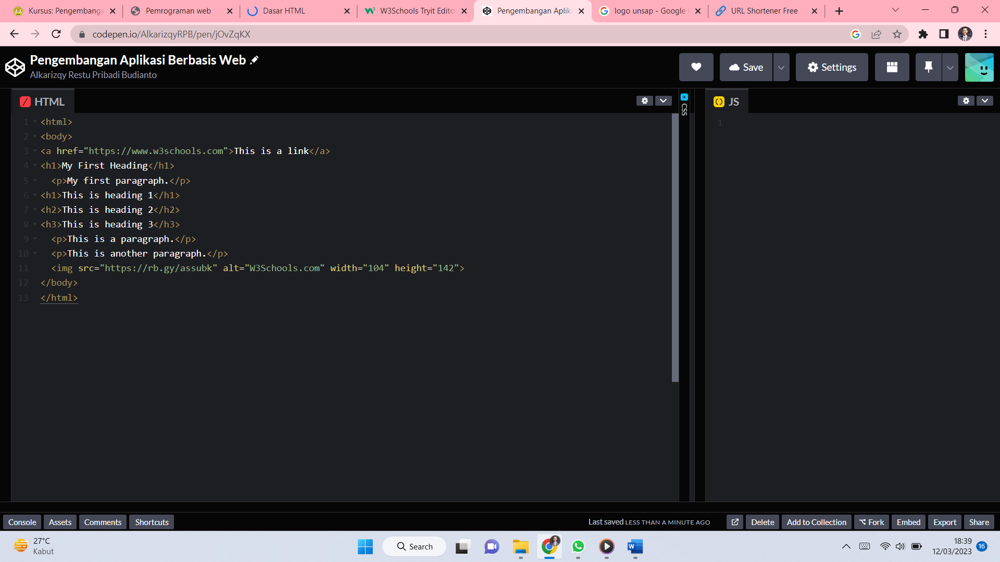 Kursus: Pengembanga
Pemrograman web
Dasar HTML
W3Schools Tryit Edito
Pengembangan Aplika
logo unsap - Google
URL Shortener Free
codepen.io/AlkarizqyRPB/pen/jOvZqKX
Pengembangan Aplikasi Berbasis Web
Alkarizqy Restu Pribadi Budianto
Save
Settings
HTML
CSS
JS
1 <html>
2 <body>
3 <a href="https://www.w3schools.com">This is a link</a>
4 <h1>My First Heading</h1>
5 <p>My first paragraph.</p>
6 <h1>This is heading 1</h1>
7 <h2>This is heading 2</h2>
8 <h3>This is heading 3</h3>
9 <p>This is a paragraph.</p>
10 <p>This is another paragraph.</p>
11 <img src="https://rb.gy/assubk" alt="W3Schools.com" width="104" height="142">
12 </body>
13 </html>
1
Console
Assets
Comments
Shortcuts
Last saved LESS THAN A MINUTE AGO
Delete
Add to Collection
Fork
Embed
Export
Share
27°C
Kabut
Search
18:39
12/03/2023
16